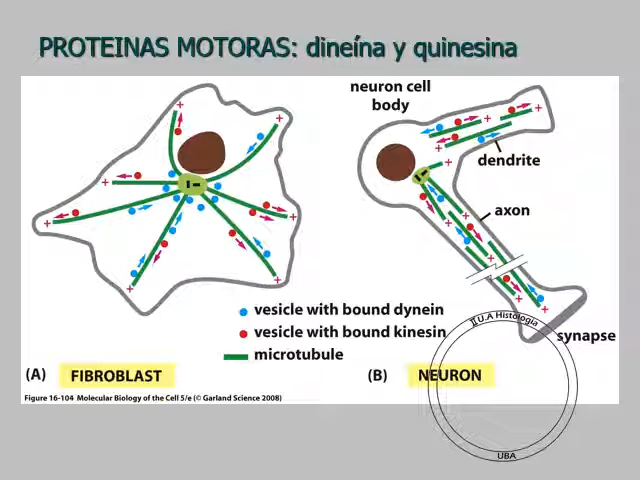 PROTEINAS MOTORAS: dineína y quinesina
neuron cell
body
dendrite
axon
synapse
vesicle with bound dynein
vesicle with bound kinesin
microtubule
(A) FIBROBLAST
(B) NEURON
Figure 16-104 Molecular Biology of the Cell 5/e (© Garland Science 2008)
II U.A Histología
UBA